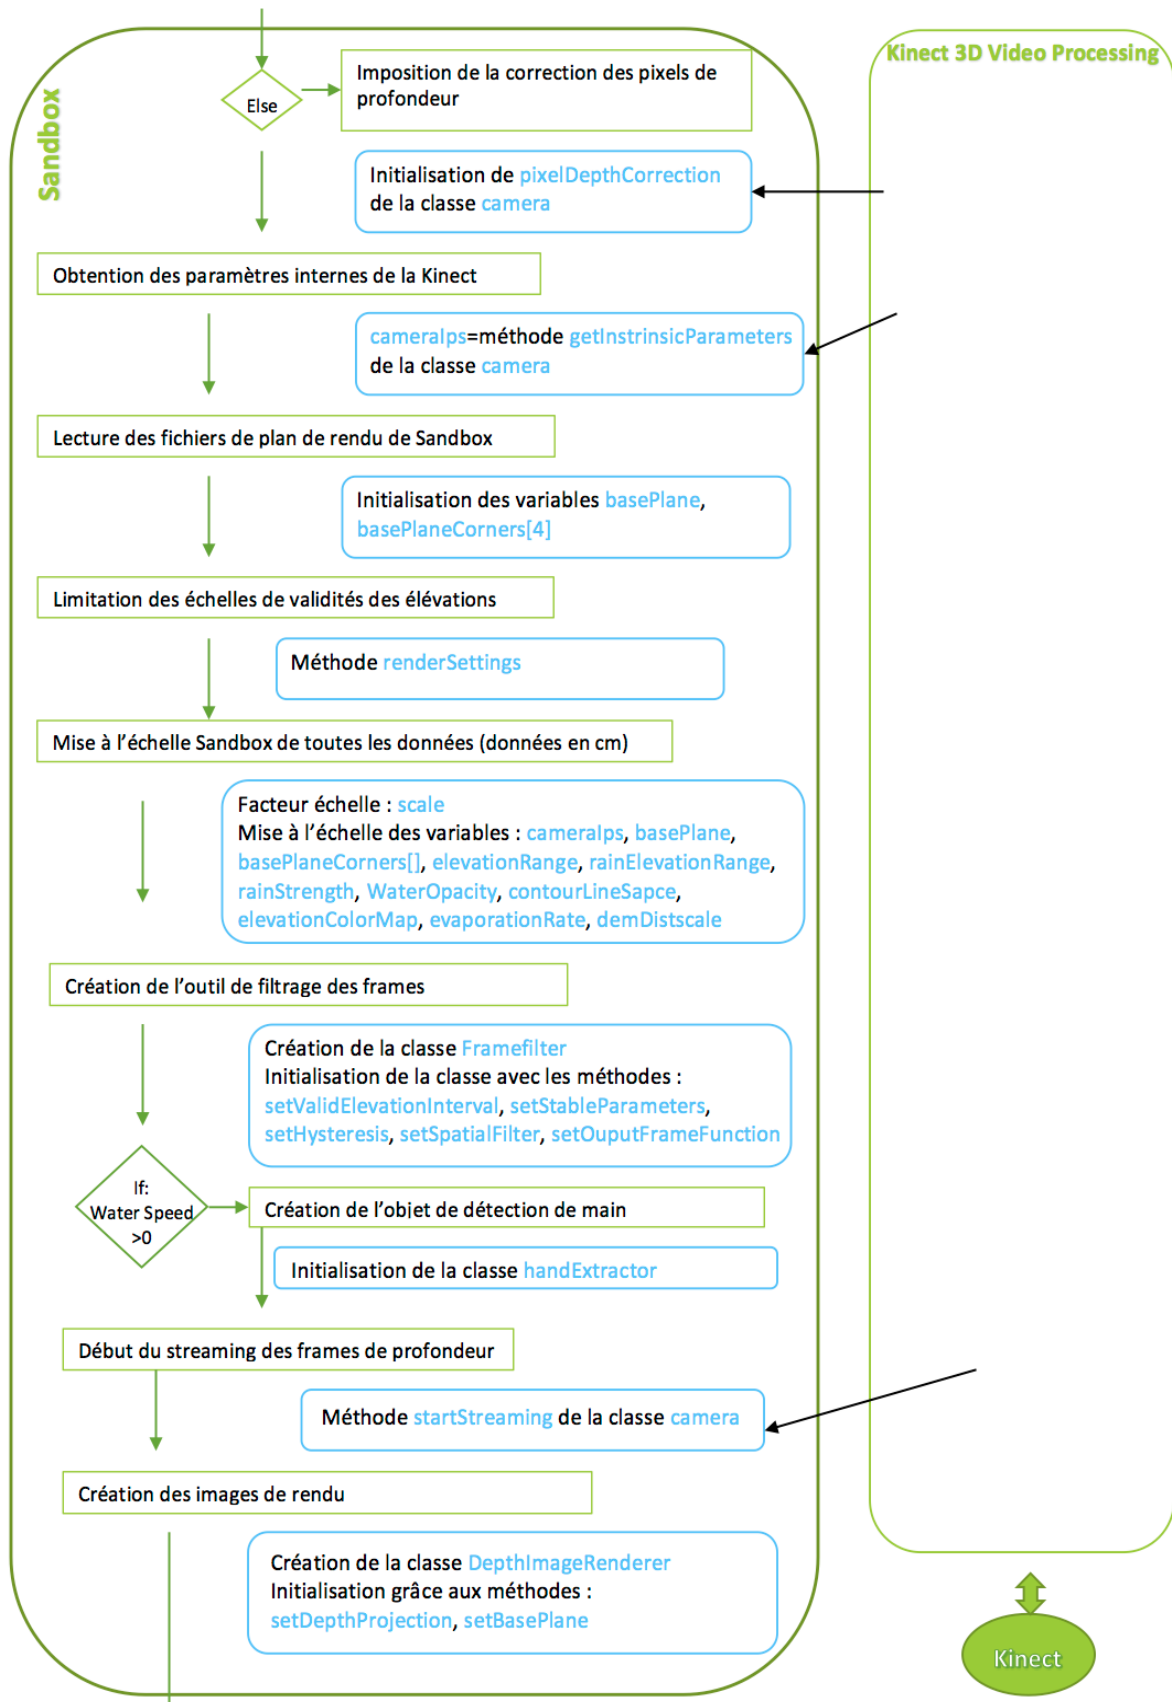 Kinect 3D Video Processing
Sandbox
Else
Imposition de la correction des pixels de
profondeur
Initialisation de pixelDepthCorrection
de la classe camera
Obtention des paramètres internes de la Kinect
cameraIps=méthode getInstrinsicParameters
de la classe camera
Lecture des fichiers de plan de rendu de Sandbox
Initialisation des variables basePlane,
basePlaneCorners[4]
Limitation des échelles de validités des élévations
Méthode renderSettings
Mise à l'échelle Sandbox de toutes les données (données en cm)
Facteur échelle : scale
Mise à l'échelle des variables : cameraIps, basePlane,
basePlaneCorners[], elevationRange, rainElevationRange,
rainStrength, WaterOpacity, contourLineSapce,
elevationColorMap, evaporationRate, demDistscale
Création de l'outil de filtrage des frames
Création de la classe Framefilter
Initialisation de la classe avec les méthodes :
setValidElevationInterval, setStableParameters,
setHysteresis, setSpatialFilter, setOuputFrameFunction
If:
Water Speed
>0
Création de l'objet de détection de main
Initialisation de la classe handExtractor
Début du streaming des frames de profondeur
Méthode startStreaming de la classe camera
Création des images de rendu
Création de la classe DepthImageRenderer
Initialisation grâce aux méthodes :
setDepthProjection, setBasePlane
Kinect